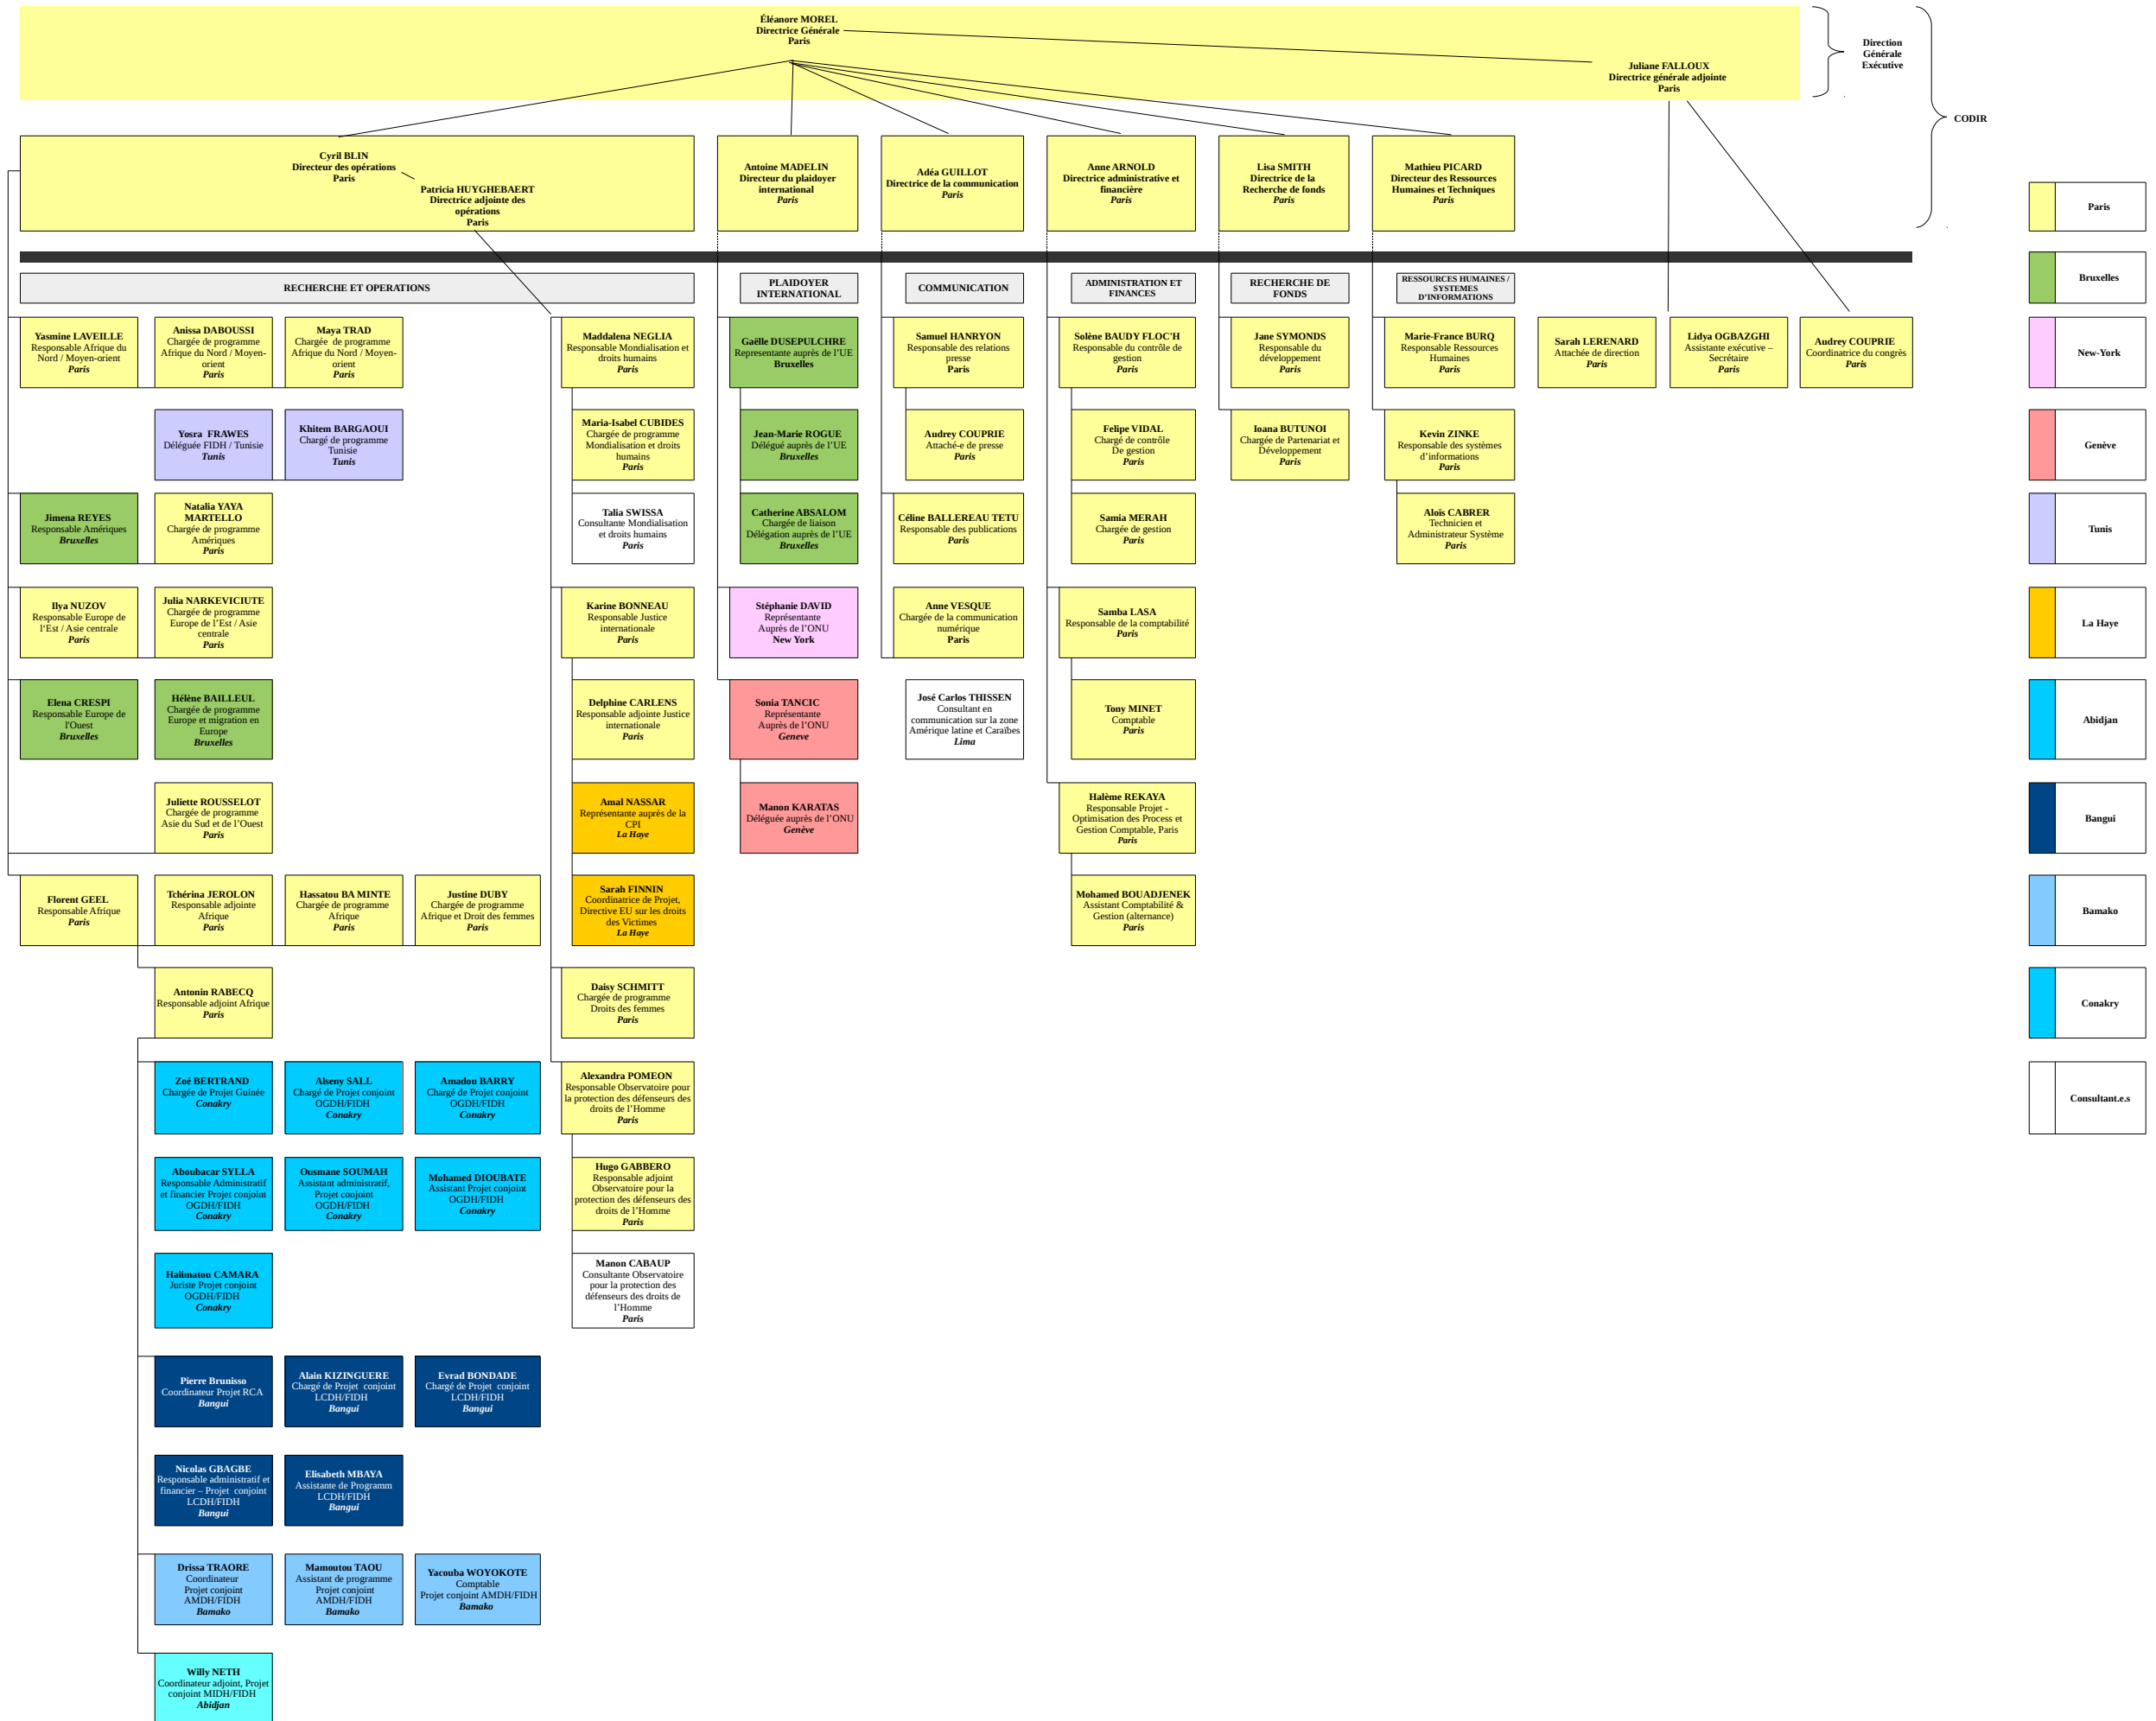 Éléanore MOREL
Directrice Générale
Paris
Juliane FALLOUX
Directrice générale adjointe
Paris
Direction
Générale
Exécutive
CODIR
Cyril BLIN
Directeur des opérations
Paris
Patricia HUYGHEBAERT
Directrice adjointe des
opérations
Paris
Antoine MADELIN
Directeur du plaidoyer
international
Paris
Adéa GUILLOT
Directrice de la communication
Paris
Anne ARNOLD
Directrice administrative et
financière
Paris
Lisa SMITH
Directrice de la
Recherche de fonds
Paris
Mathieu PICARD
Directeur des Ressources
Humaines et Techniques
Paris
Paris
Bruxelles
RECHERCHE ET OPERATIONS
PLAIDOYER
INTERNATIONAL
COMMUNICATION
ADMINISTRATION ET
FINANCES
RECHERCHE DE
FONDS
RESSOURCES HUMAINES /
SYSTEMES
D’INFORMATIONS
Yasmine LAVEILLE
Responsable Afrique du
Nord / Moyen-orient
Paris
Anissa DABOUSSI
Chargée de programme
Afrique du Nord / Moyen-
orient
Paris
Maya TRAD
Chargée  de programme
Afrique du Nord / Moyen-
orient
Paris
Maddalena NEGLIA
Responsable Mondialisation et
droits humains
Paris
Gaëlle DUSEPULCHRE
Representante auprès de l’UE
Bruxelles
Samuel HANRYON
Responsable des relations
presse
Paris
Solène BAUDY FLOC'H
Responsable du contrôle de
gestion
Paris
Jane SYMONDS
Responsable du
développement
Paris
Marie-France BURQ
Responsable Ressources
Humaines
Paris
Sarah LERENARD
Attachée de direction
Paris
Lidya OGBAZGHI
Assistante exécutive –
Secrétaire
Paris
Audrey COUPRIE
Coordinatrice du congrès
Paris
New-York
Yosra  FRAWES
Déléguée FIDH / Tunisie
Tunis
Khitem BARGAOUI
Chargé de programme
Tunisie
Tunis
Maria-Isabel CUBIDES
Chargée de programme
Mondialisation et droits
humains
Paris
Jean-Marie ROGUE
Délégué auprès de l’UE
Bruxelles
Audrey COUPRIE
Attaché-e de presse
Paris
Felipe VIDAL
Chargé de contrôle
De gestion
Paris
Ioana BUTUNOI
Chargée de Partenariat et
Développement
Paris
Kevin ZINKE
Responsable des systèmes
d’informations
Paris
Genève
Jimena REYES
Responsable Amériques
Bruxelles
Natalia YAYA
MARTELLO
Chargée de programme
Amériques
Paris
Talia SWISSA
Consultante Mondialisation
et droits humains
Paris
Catherine ABSALOM
Chargée de liaison
Délégation auprès de l’UE
Bruxelles
Céline BALLEREAU TETU
Responsable des publications
Paris
Samia MERAH
Chargée de gestion
Paris
Aloïs CABRER
Technicien et
Administrateur Système
Paris
Tunis
Ilya NUZOV
Responsable Europe de
l‘Est / Asie centrale
Paris
Julia NARKEVICIUTE
Chargée de programme
Europe de l’Est / Asie
centrale
Paris
Karine BONNEAU
Responsable Justice
internationale
Paris
Stéphanie DAVID
Représentante
Auprès de l’ONU
New York
Anne VESQUE
Chargée de la communication
numérique
Paris
Samba LASA
Responsable de la comptabilité
Paris
La Haye
Elena CRESPI
Responsable Europe de
l'Ouest
Bruxelles
Hélène BAILLEUL
Chargée de programme
Europe et migration en
Europe
Bruxelles
Delphine CARLENS
Responsable adjointe Justice
internationale
Paris
Sonia TANCIC
Représentante
Auprès de l’ONU
Geneve
José Carlos THISSEN
Consultant en
communication sur la zone
Amérique latine et Caraïbes
Lima
Tony MINET
Comptable
Paris
Abidjan
Juliette ROUSSELOT
Chargée de programme
Asie du Sud et de l’Ouest
Paris
Amal NASSAR
Représentante auprès de la
CPI
La Haye
Manon KARATAS
Déléguée auprès de l’ONU
Genève
Halème REKAYA
Responsable Projet -
Optimisation des Process et
Gestion Comptable, Paris
Paris
Bangui
Florent GEEL
Responsable Afrique
Paris
Tchérina JEROLON
Responsable adjointe
Afrique
Paris
Hassatou BA MINTE
Chargée de programme
Afrique
Paris
Justine DUBY
Chargée de programme
Afrique et Droit des femmes
Paris
Sarah FINNIN
Coordinatrice de Projet,
Directive EU sur les droits
des Victimes
La Haye
Mohamed BOUADJENEK
Assistant Comptabilité &
Gestion (alternance)
Paris
Bamako
Antonin RABECQ
Responsable adjoint Afrique
Paris
Daisy SCHMITT
Chargée de programme
Droits des femmes
Paris
Conakry
Zoé BERTRAND
Chargée de Projet Guinée
Conakry
Alseny SALL
Chargé de Projet conjoint
OGDH/FIDH
Conakry
Amadou BARRY
Chargé de Projet conjoint
OGDH/FIDH
Conakry
Alexandra POMEON
Responsable Observatoire pour
la protection des défenseurs des
droits de l’Homme
Paris
Consultant.e.s
Aboubacar SYLLA
Responsable Administratif
et financier Projet conjoint
OGDH/FIDH
Conakry
Ousmane SOUMAH
Assistant administratif,
Projet conjoint
OGDH/FIDH
Conakry
Mohamed DIOUBATE
Assistant Projet conjoint
OGDH/FIDH
Conakry
Hugo GABBERO
Responsable adjoint
Observatoire pour la
protection des défenseurs des
droits de l’Homme
Paris
Halimatou CAMARA
Juriste Projet conjoint
OGDH/FIDH
Conakry
Manon CABAUP
Consultante Observatoire
pour la protection des
défenseurs des droits de
l’Homme
Paris
Pierre Brunisso
Coordinateur Projet RCA
Bangui
Alain KIZINGUERE
Chargé de Projet  conjoint
LCDH/FIDH
Bangui
Evrad BONDADE
Chargé de Projet  conjoint
LCDH/FIDH
Bangui
Nicolas GBAGBE
Responsable administratif et
financier – Projet  conjoint
LCDH/FIDH
Bangui
Elisabeth MBAYA
Assistante de Programm
LCDH/FIDH
Bangui
Drissa TRAORE
Coordinateur
Projet conjoint
AMDH/FIDH
Bamako
Mamoutou TAOU
Assistant de programme
Projet conjoint
AMDH/FIDH
Bamako
Yacouba WOYOKOTE
Comptable
Projet conjoint AMDH/FIDH
Bamako
Willy NETH
Coordinateur adjoint, Projet
conjoint MIDH/FIDH
Abidjan